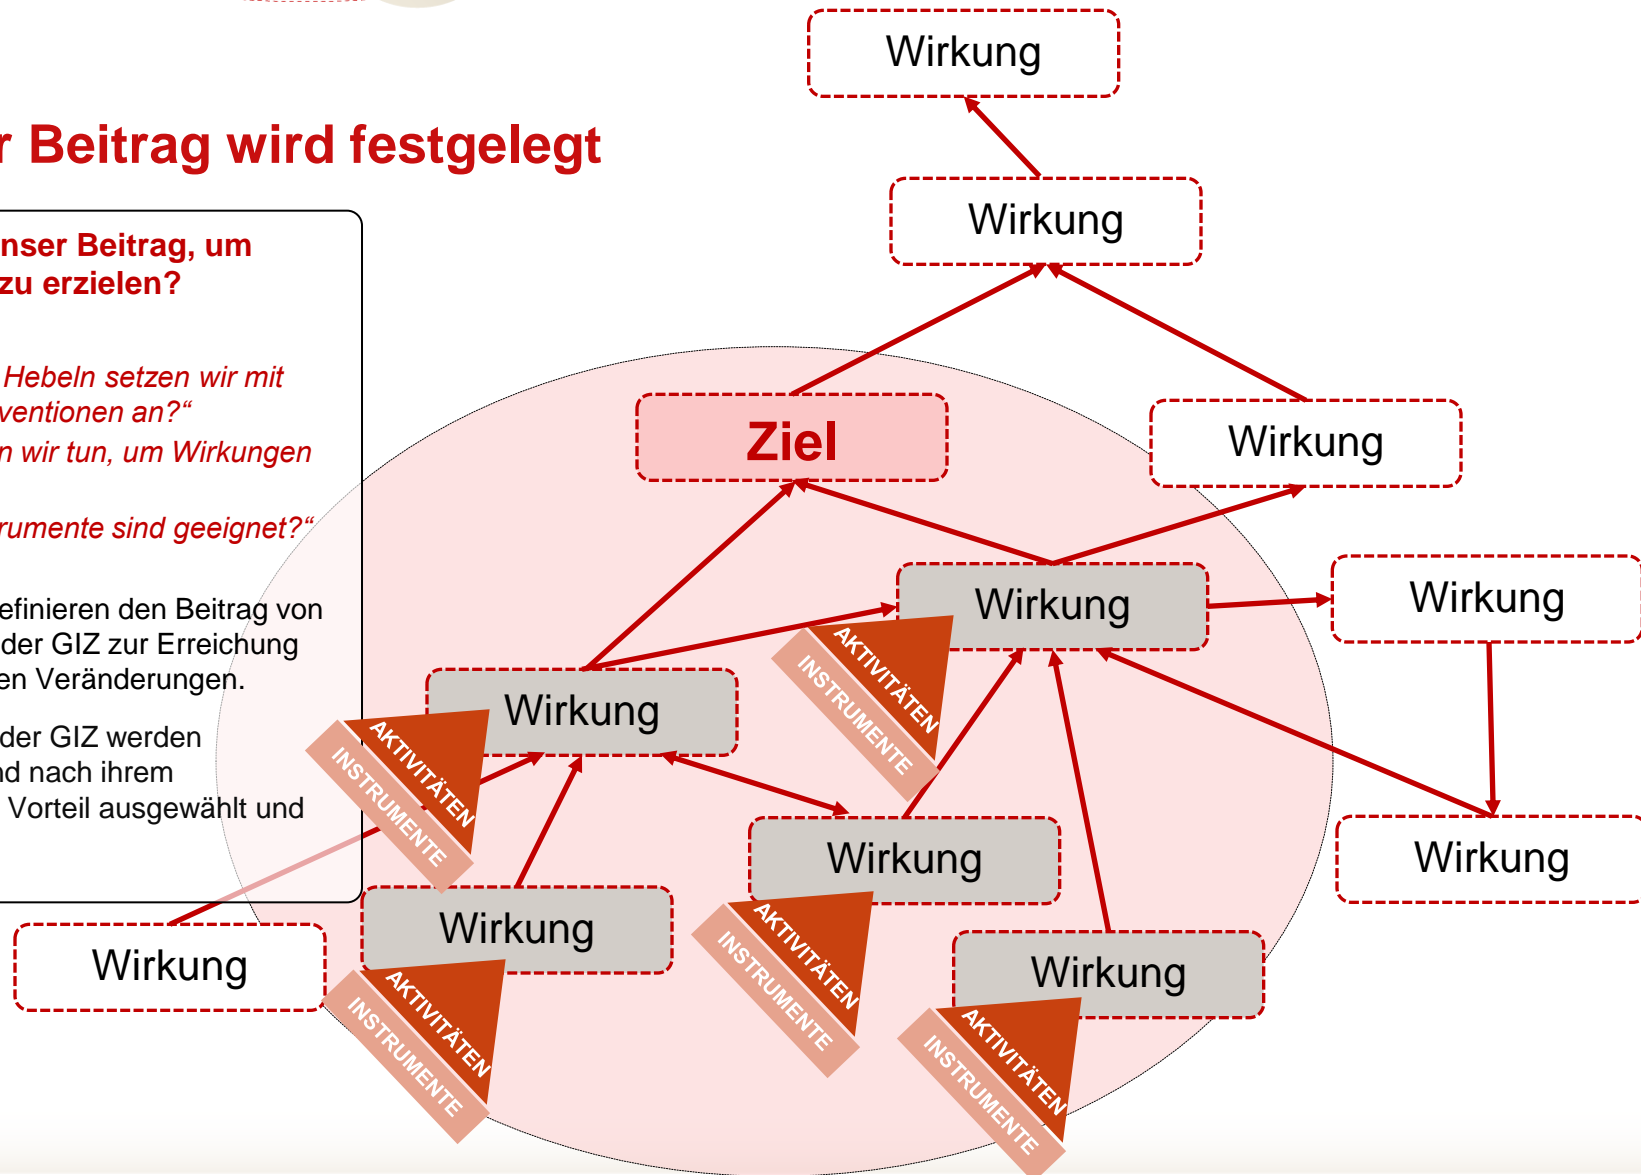 Wirkung
r Beitrag wird festgelegt
Wirkung
nser Beitrag, um
zu erzielen?
Hebeln setzen wir mit
ventionen an?“
n wir tun, um Wirkungen
rumente sind geeignet?“
efinieren den Beitrag von
der GIZ zur Erreichung
en Veränderungen.
der GIZ werden
nd nach ihrem
Vorteil ausgewählt und
Ziel
Wirkung
Wirkung
AKTIVITÄTEN
INSTRUMENTE
Wirkung
Wirkung
AKTIVITÄTEN
INSTRUMENTE
Wirkung
AKTIVITÄTEN
INSTRUMENTE
Wirkung
Wirkung
AKTIVITÄTEN
INSTRUMENTE
Wirkung
Wirkung
AKTIVITÄTEN
INSTRUMENTE